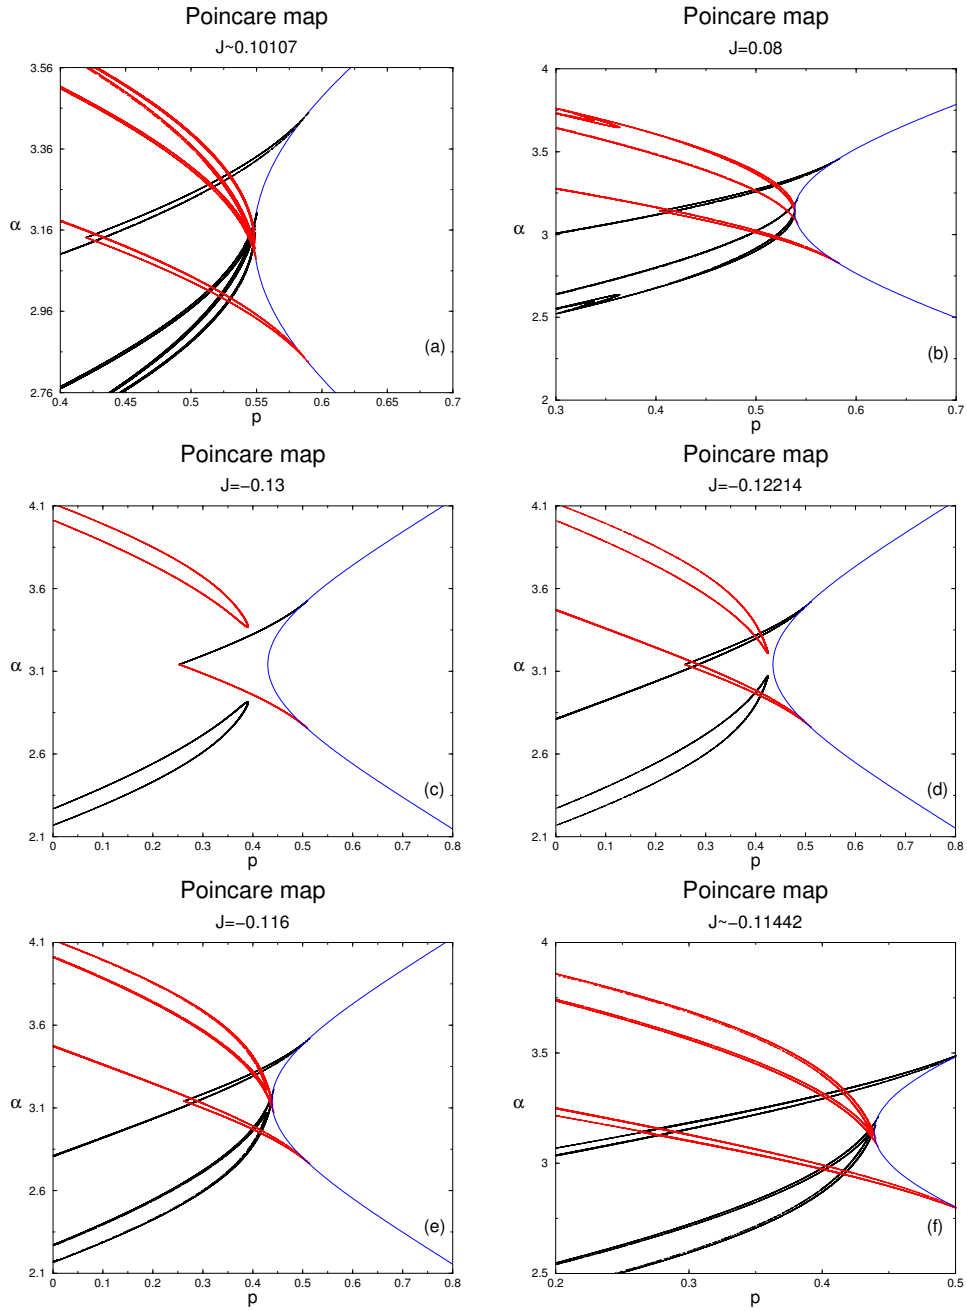 Poincare map
J~0.10107
3.56
3.36
3.16
2.96
2.76
α
(a)
0.4 0.45 0.5 0.55 0.6 0.65 0.7
p
Poincare map
J=0.08
4
3.5
3
2.5
2
α
(b)
0.3 0.4 0.5 0.6 0.7
p
Poincare map
J=−0.13
4.1
3.6
3.1
2.6
2.1
α
(c)
0 0.1 0.2 0.3 0.4 0.5 0.6 0.7 0.8
p
Poincare map
J=−0.12214
4.1
3.6
3.1
2.6
2.1
α
(d)
0 0.1 0.2 0.3 0.4 0.5 0.6 0.7 0.8
p
Poincare map
J=−0.116
4.1
3.6
3.1
2.6
2.1
α
(e)
0 0.1 0.2 0.3 0.4 0.5 0.6 0.7 0.8
p
Poincare map
J~−0.11442
4
3.5
3
2.5
α
(f)
0.2 0.3 0.4 0.5
p